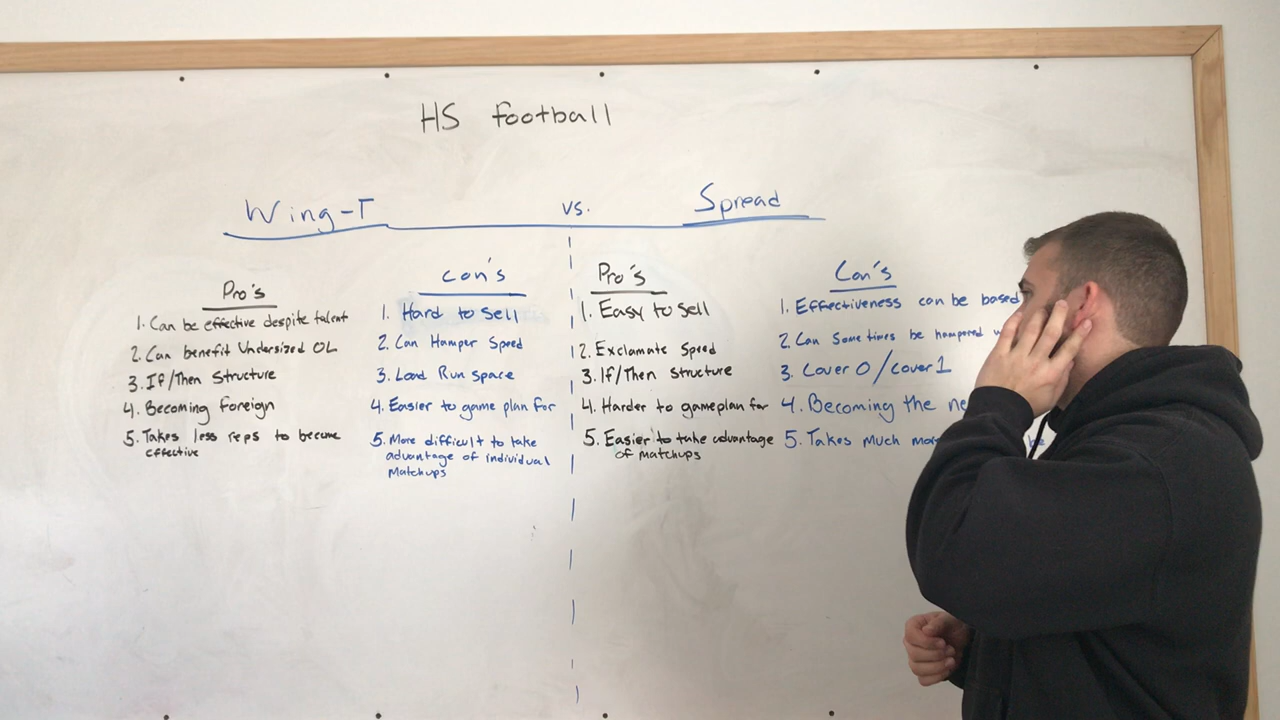 HS football
Wing-T vs. Spread
Pro's
1. Can be effective despite talent
2. Can benefit Undersized OL
3. If/Then Structure
4. Becoming foreign
5. Takes less reps to become
effective
Con's
1. Hard to Sell
2. Can Hamper Speed
3. Load Run space
4. Easier to game plan for
5. More difficult to take
advantage of individual
Matchups
Pro's
1. Easy to Sell
2. Exclamate Speed
3. If/Then Structure
4. Harder to gameplan for
5. Easier to take advantage
of matchups
Con's
1. Effectiveness can be based
2. Can Some times be hampered
3. Cover 0 / Cover 1
4. Becoming the
5. Takes Much